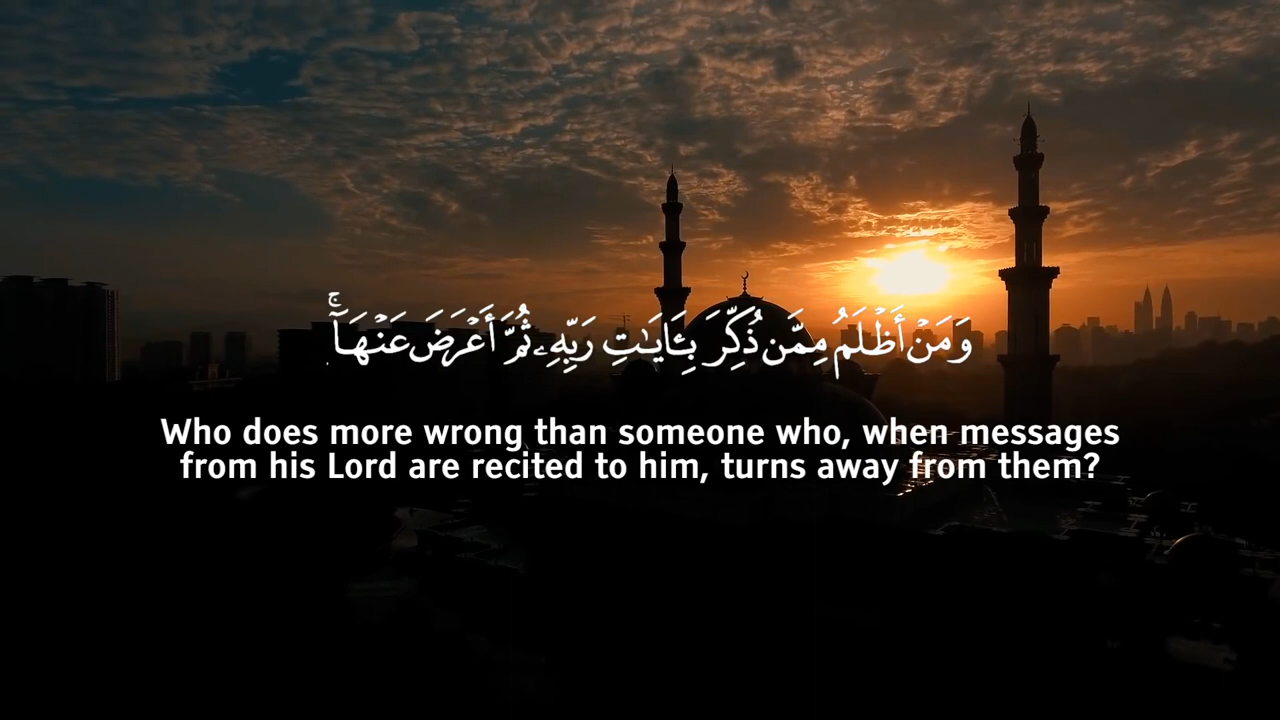 وَمَنۡ أَظۡلَمُ مِمَّن ذُكِّرَ بِـَٔايَٰتِ رَبِّهِۦ ثُمَّ أَعۡرَضَ عَنۡهَآۚ
Who does more wrong than someone who, when messages
from his Lord are recited to him, turns away from them?